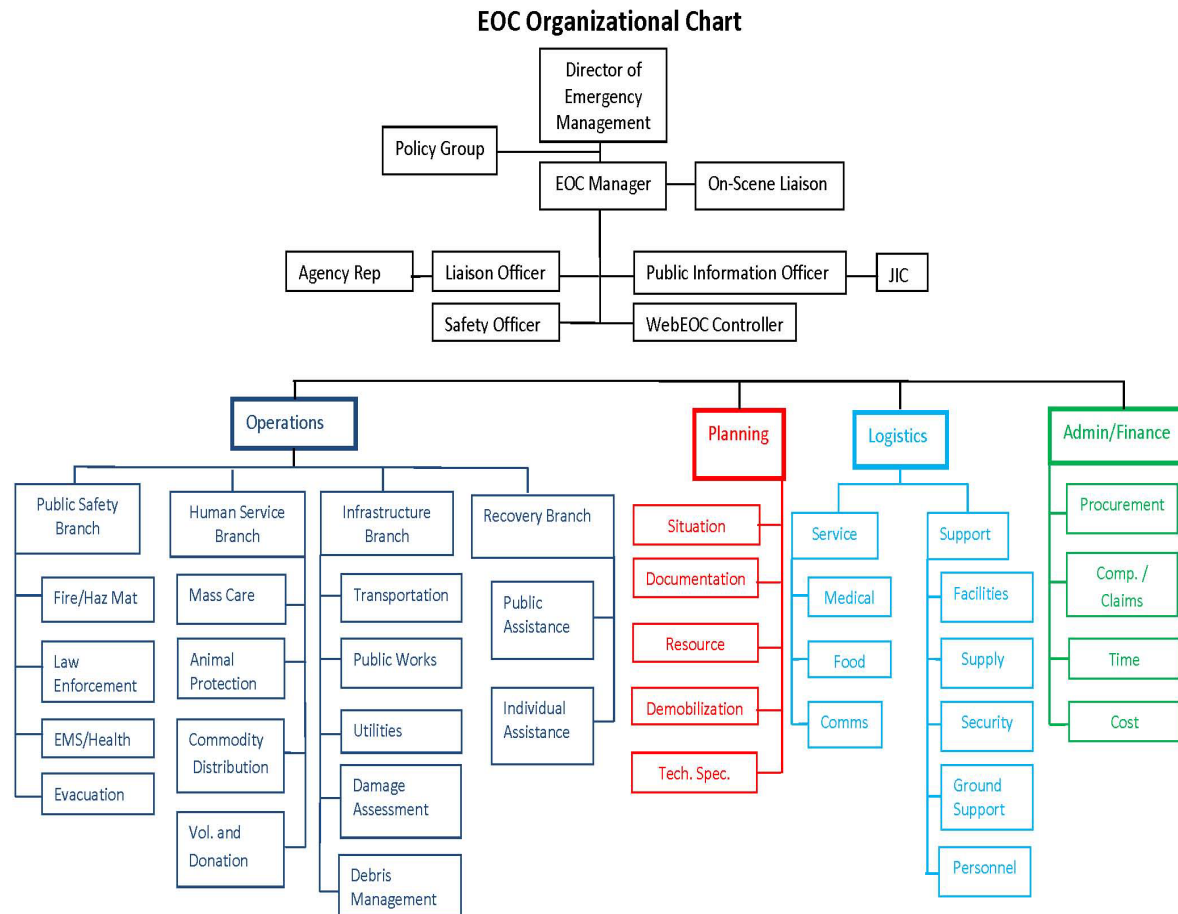 EOC Organizational Chart
Director of
Emergency
Management
Policy Group
EOC Manager
On-Scene Liaison
Agency Rep
Liaison Officer
Public Information Officer
JIC
Safety Officer
WebEOC Controller
Operations
Planning
Logistics
Admin/Finance
Public Safety
Branch
Human Service
Branch
Infrastructure
Branch
Recovery Branch
Fire/Haz Mat
Law
Enforcement
EMS/Health
Evacuation
Mass Care
Animal
Protection
Commodity
Distribution
Vol. and
Donation
Transportation
Public Works
Utilities
Damage
Assessment
Debris
Management
Public
Assistance
Individual
Assistance
Situation
Documentation
Resource
Demobilization
Tech. Spec.
Service
Medical
Food
Comms
Support
Facilities
Supply
Security
Ground
Support
Personnel
Procurement
Comp. /
Claims
Time
Cost